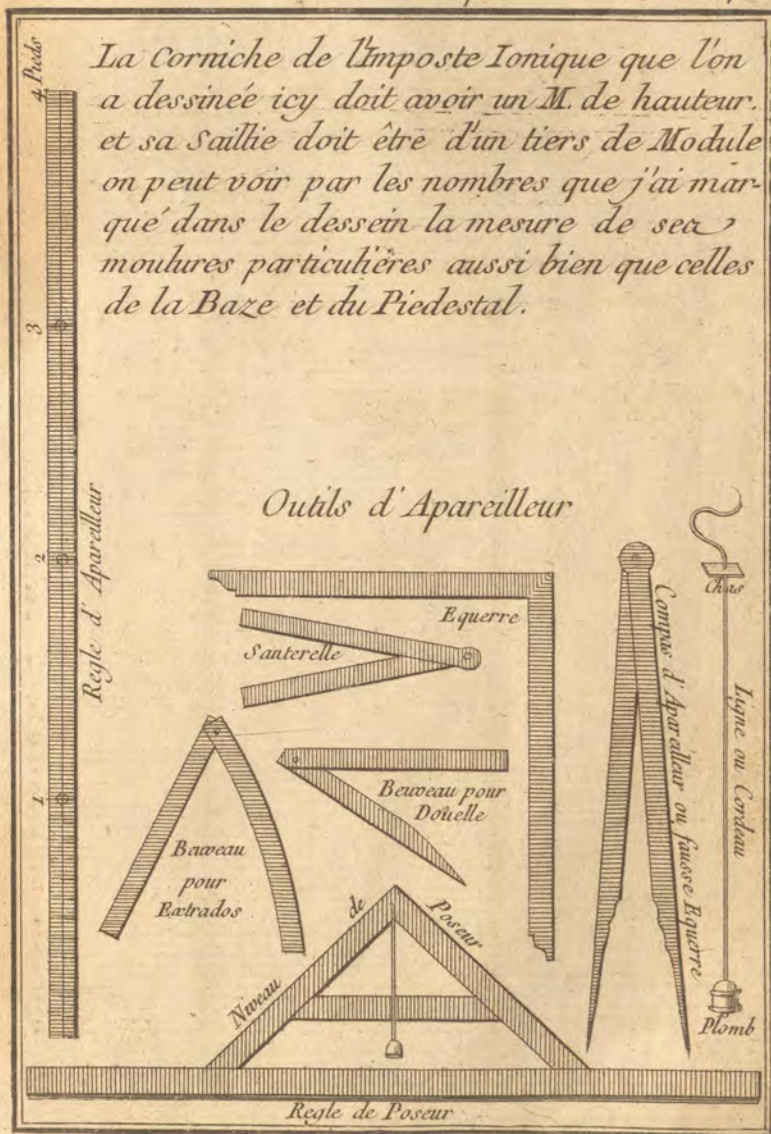 La Corniche de l'Imposte Ionique que l'on
a dessinée icy doit avoir un M. de hauteur.
et sa Saillie doit être d'un tiers de Module
on peut voir par les nombres que j'ai mar-
qué dans le dessein la mesure de ses
moulures particulières aussi bien que celles
de la Baze et du Piedestal.
4 Pieds
3
2
1
Regle d'Apareilleur
Outils d'Apareilleur
Equerre
Santerelle
Beuveau pour
Doüelle
Baweau
pour
Extrados
Niveau de Poseur
Compas d'Apareilleur ou fausse Equerre
Chas
Ligne ou Cordeau
Plomb
Regle de Poseur